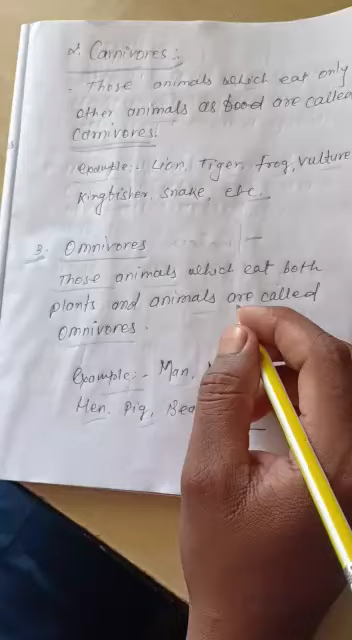 2. Carnivores :
- Those animals which eat only
other animals as food are called
Carnivores.
example :- Lion, Tiger, frog, vulture
Kingfisher, snake, etc.
3. Omnivores
Those animals which eat both
plants and animals are called
Omnivores.
Example :- Man,
Hen, Pig,